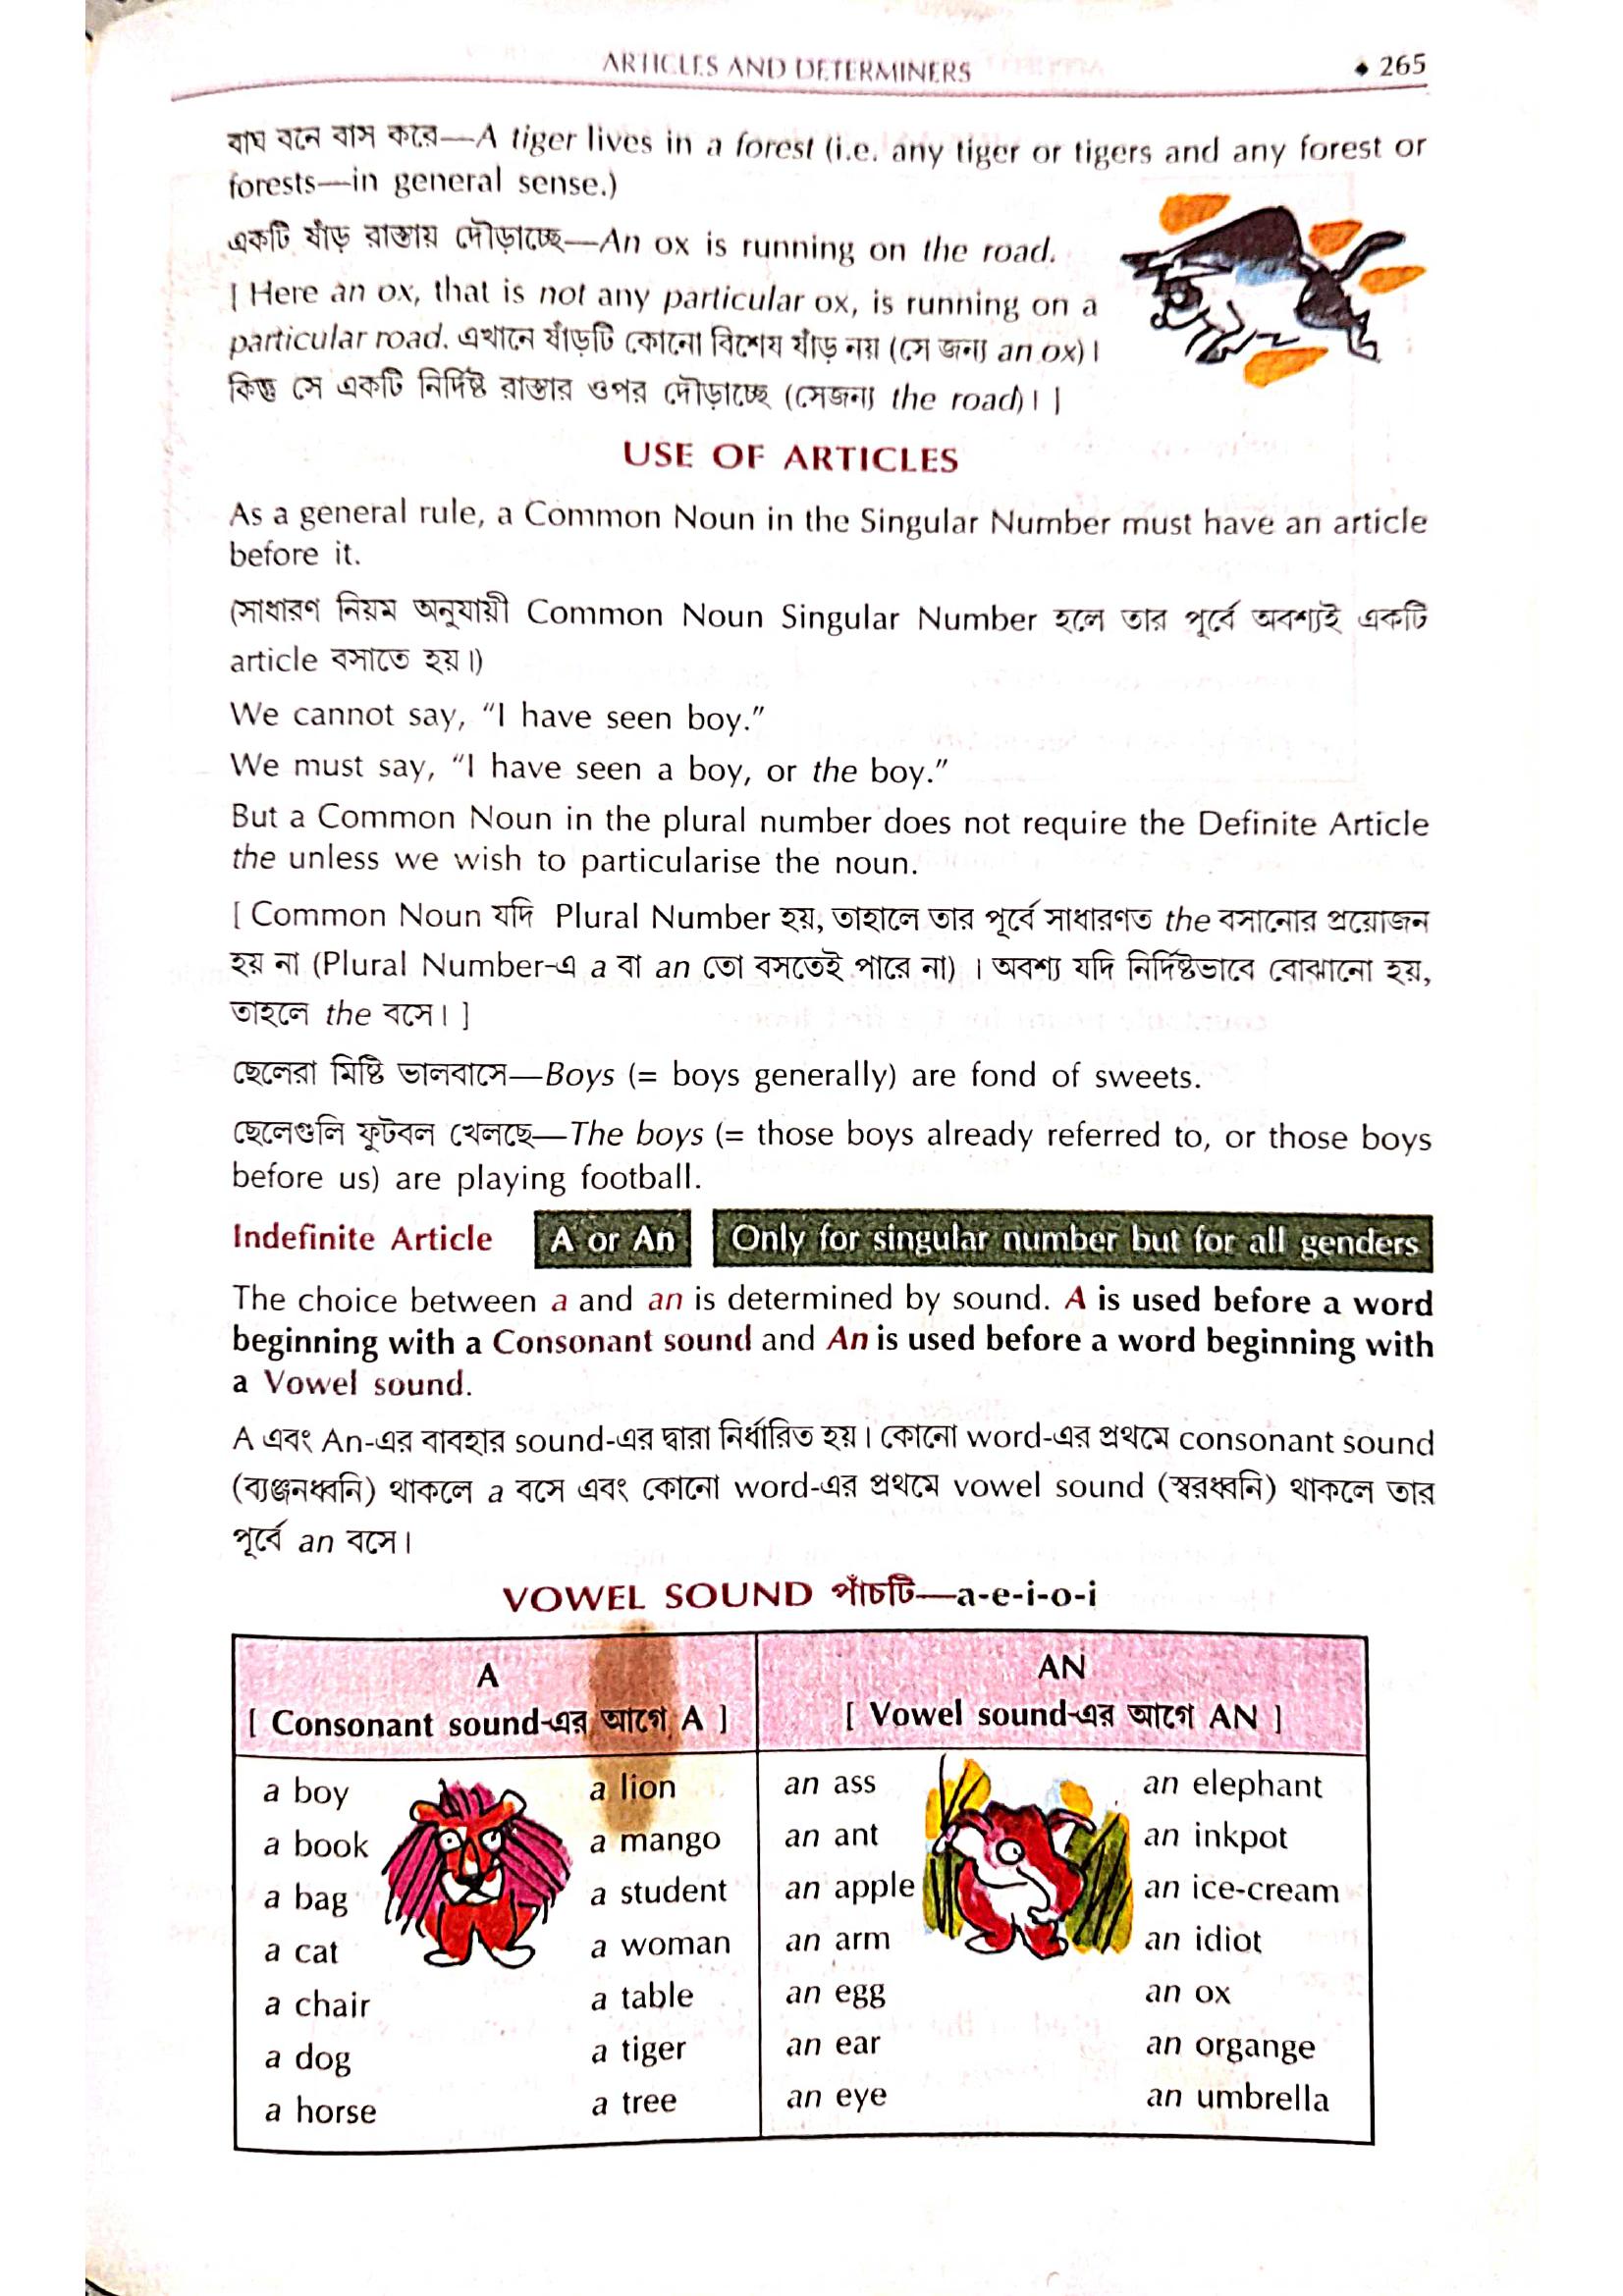 ARTICLES AND DETERMINERS ♦ 265
বাঘ বনে বাস করে—A tiger lives in a forest (i.e. any tiger or tigers and any forest or
forests—in general sense.)
একটি ষাঁড় রাস্তায় দৌড়াচ্ছে—An ox is running on the road.
[ Here an ox, that is not any particular ox, is running on a
particular road. এখানে ষাঁড়টি কোনো বিশেষ ষাঁড় নয় (সে জন্য an ox)।
কিন্তু সে একটি নির্দিষ্ট রাস্তার ওপর দৌড়াচ্ছে (সেজন্য the road)। ]
USE OF ARTICLES
As a general rule, a Common Noun in the Singular Number must have an article
before it.
(সাধারণ নিয়ম অনুযায়ী Common Noun Singular Number হলে তার পূর্বে অবশ্যই একটি
article বসাতে হয়।)
We cannot say, “I have seen boy.”
We must say, “I have seen a boy, or the boy.”
But a Common Noun in the plural number does not require the Definite Article
the unless we wish to particularise the noun.
[ Common Noun যদি Plural Number হয়, তাহালে তার পূর্বে সাধারণত the বসানোর প্রয়োজন
হয় না (Plural Number-এ a বা an তো বসতেই পারে না) । অবশ্য যদি নির্দিষ্টভাবে বোঝানো হয়,
তাহলে the বসে। ]
ছেলেরা মিষ্টি ভালবাসে—Boys (= boys generally) are fond of sweets.
ছেলেগুলি ফুটবল খেলছে—The boys (= those boys already referred to, or those boys
before us) are playing football.
Indefinite Article A or An Only for singular number but for all genders
The choice between a and an is determined by sound. A is used before a word
beginning with a Consonant sound and An is used before a word beginning with
a Vowel sound.
A এবং An-এর ব্যবহার sound-এর দ্বারা নির্ধারিত হয়। কোনো word-এর প্রথমে consonant sound
(ব্যঞ্জনধ্বনি) থাকলে a বসে এবং কোনো word-এর প্রথমে vowel sound (স্বরধ্বনি) থাকলে তার
পূর্বে an বসে।
VOWEL SOUND পাঁচটি—a-e-i-o-i
A AN
[ Consonant sound-এর আগে A ] [ Vowel sound-এর আগে AN ]
a boy a lion an ass an elephant
a book a mango an ant an inkpot
a bag a student an apple an ice-cream
a cat a woman an arm an idiot
a chair a table an egg an ox
a dog a tiger an ear an organge
a horse a tree an eye an umbrella